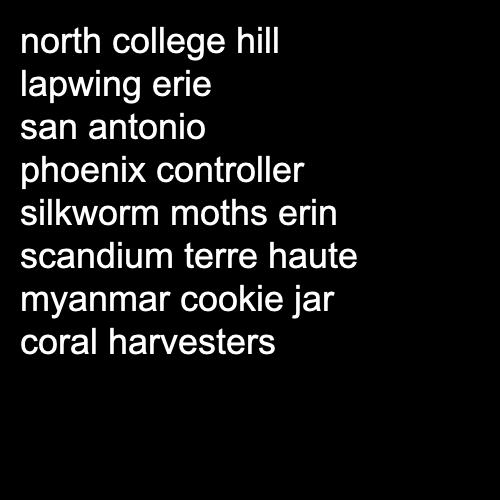 north college hill
lapwing erie
san antonio
phoenix controller
silkworm moths erin
scandium terre haute
myanmar cookie jar
coral harvesters